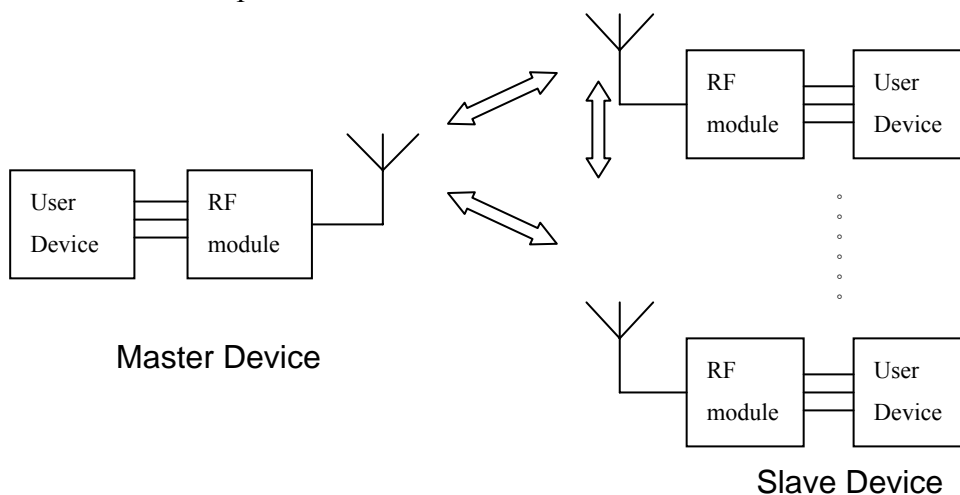 RF
module
User
Device
User
Device
RF
module
Master Device
RF
module
User
Device
Slave Device